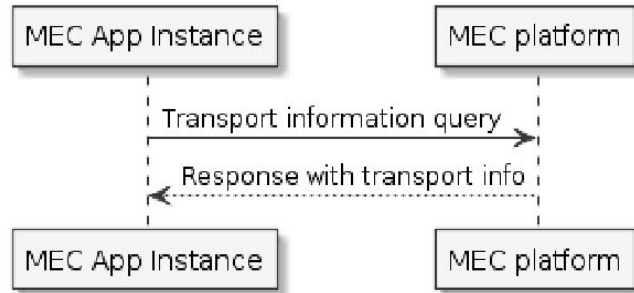 MEC App Instance
MEC platform
Transport information query
Response with transport info
MEC App Instance
MEC platform